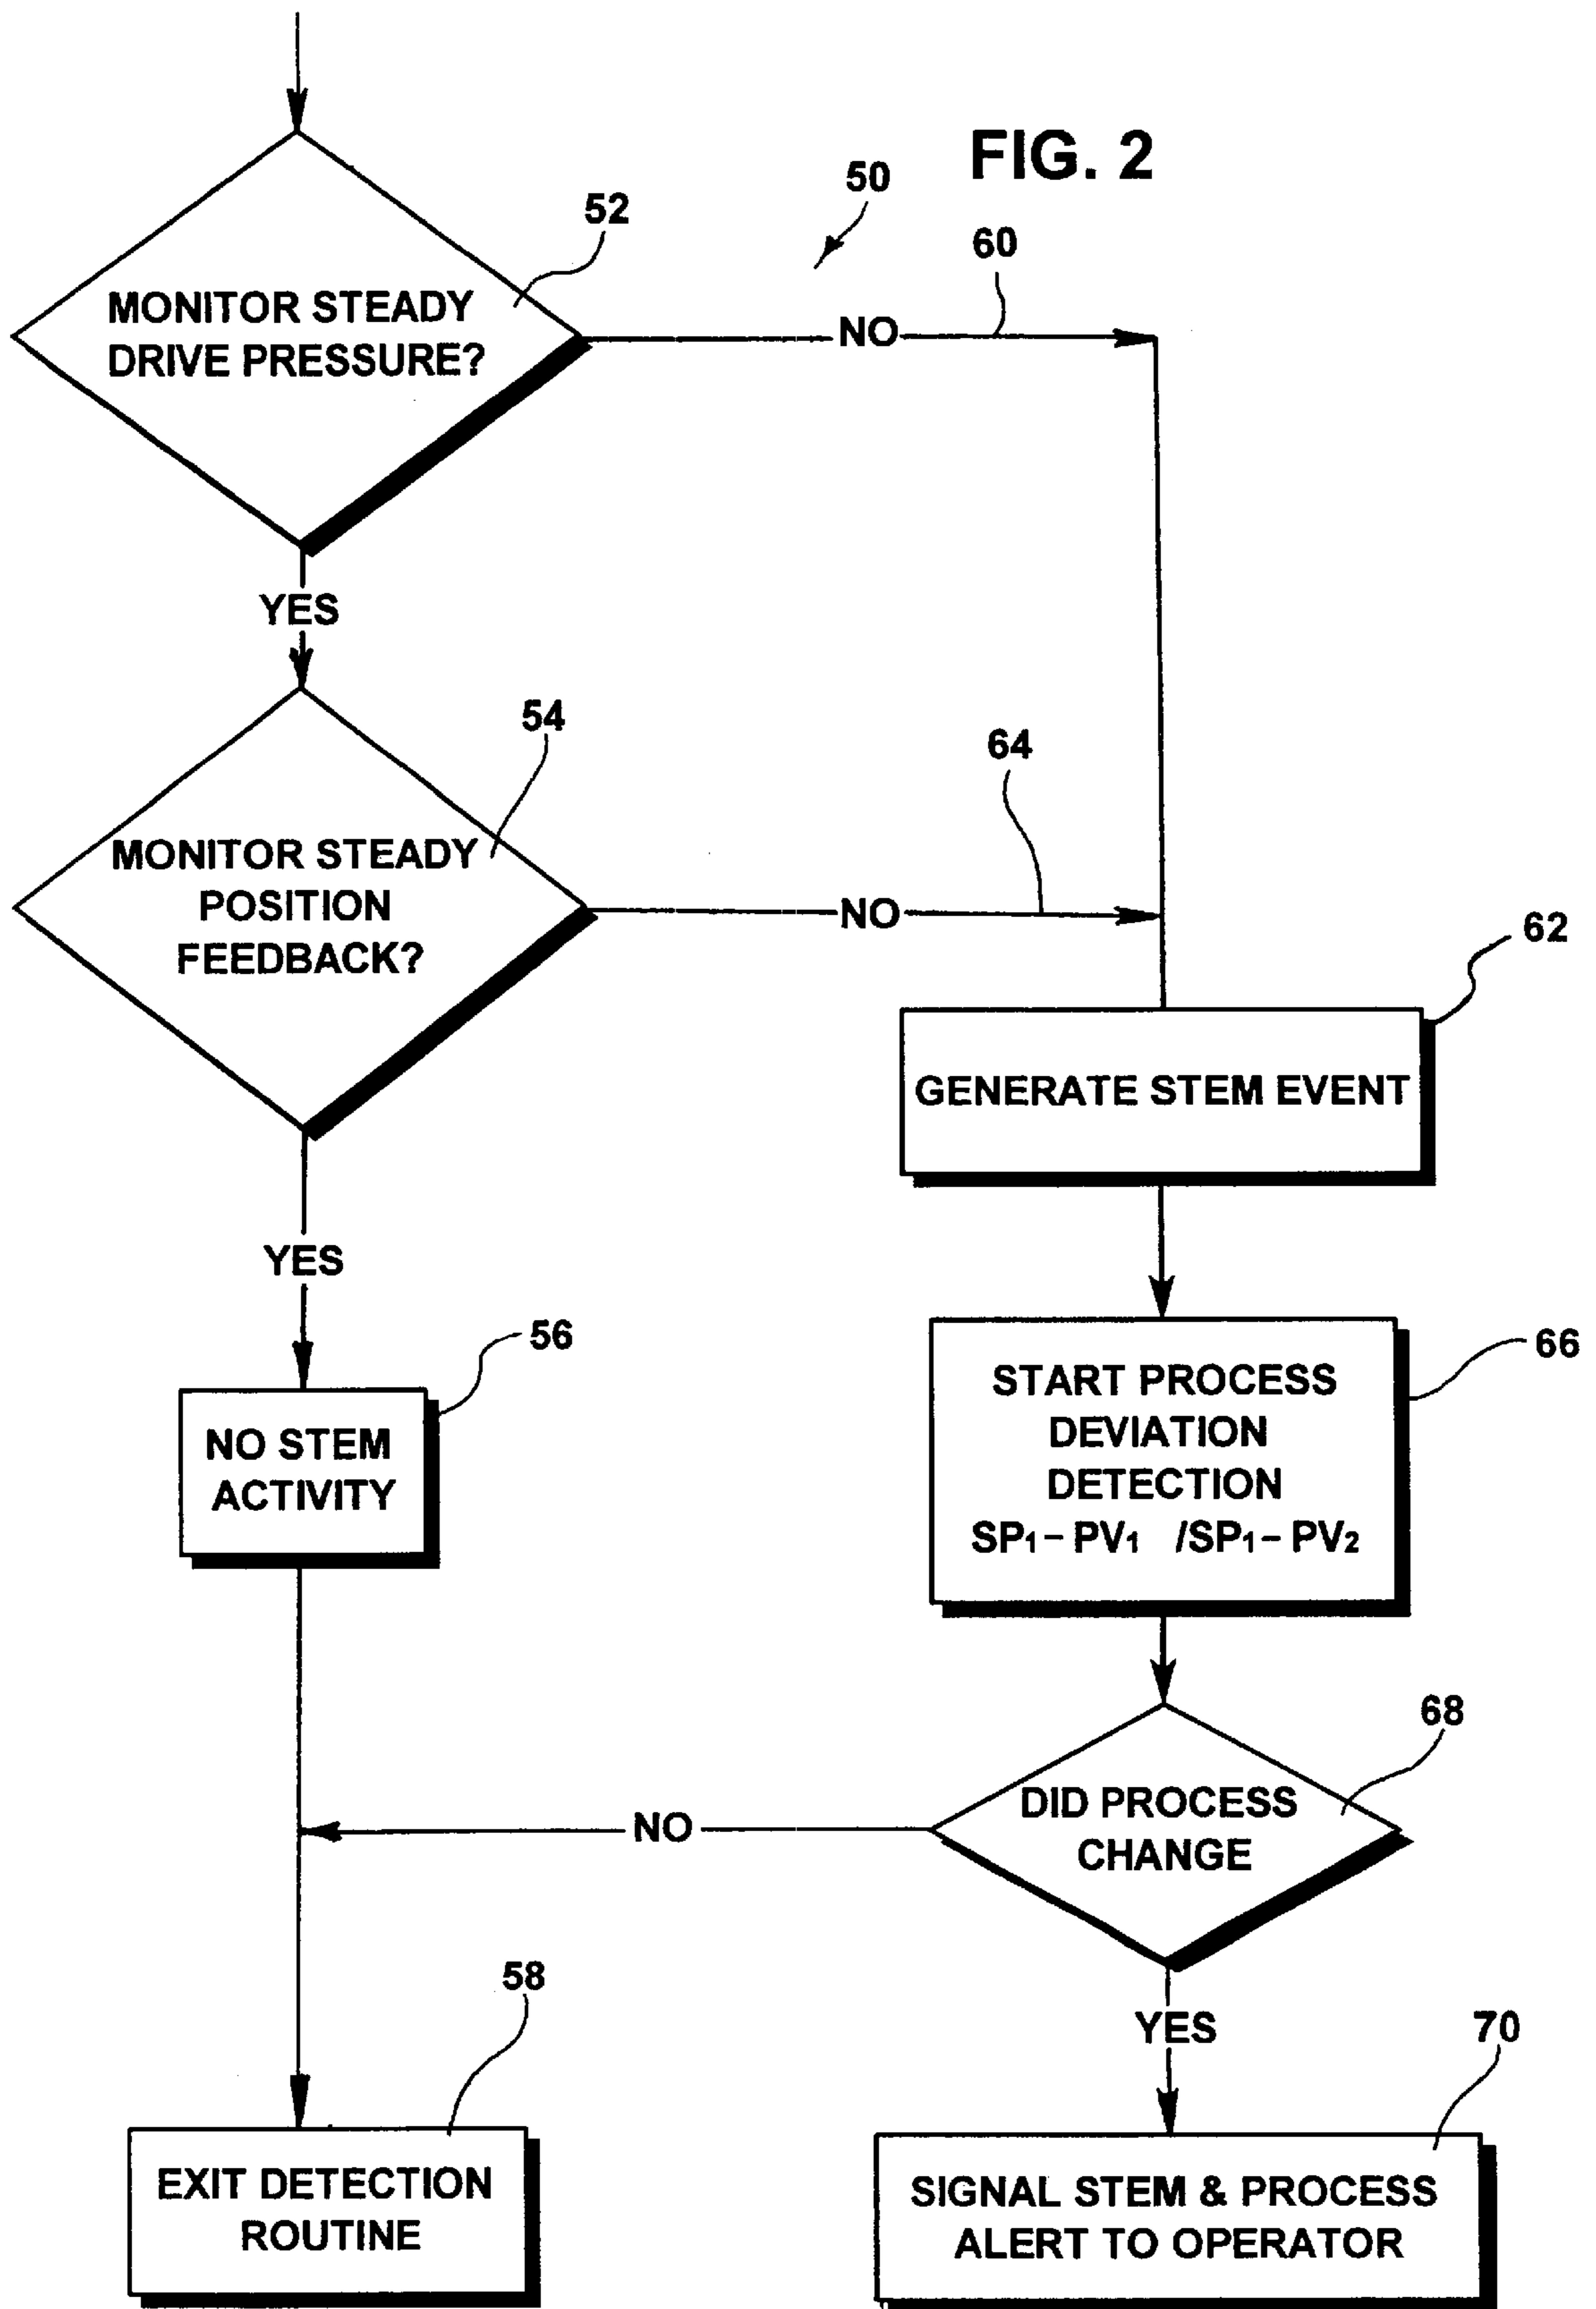 FIG. 2
50
52
60
MONITOR STEADY
DRIVE PRESSURE?
NO
YES
54
64
MONITOR STEADY
POSITION
FEEDBACK?
NO
62
GENERATE STEM EVENT
YES
56
66
NO STEM
ACTIVITY
START PROCESS
DEVIATION
DETECTION
SP₁ – PV₁ /SP₁ – PV₂
68
DID PROCESS
CHANGE
NO
58
YES
70
EXIT DETECTION
ROUTINE
SIGNAL STEM & PROCESS
ALERT TO OPERATOR